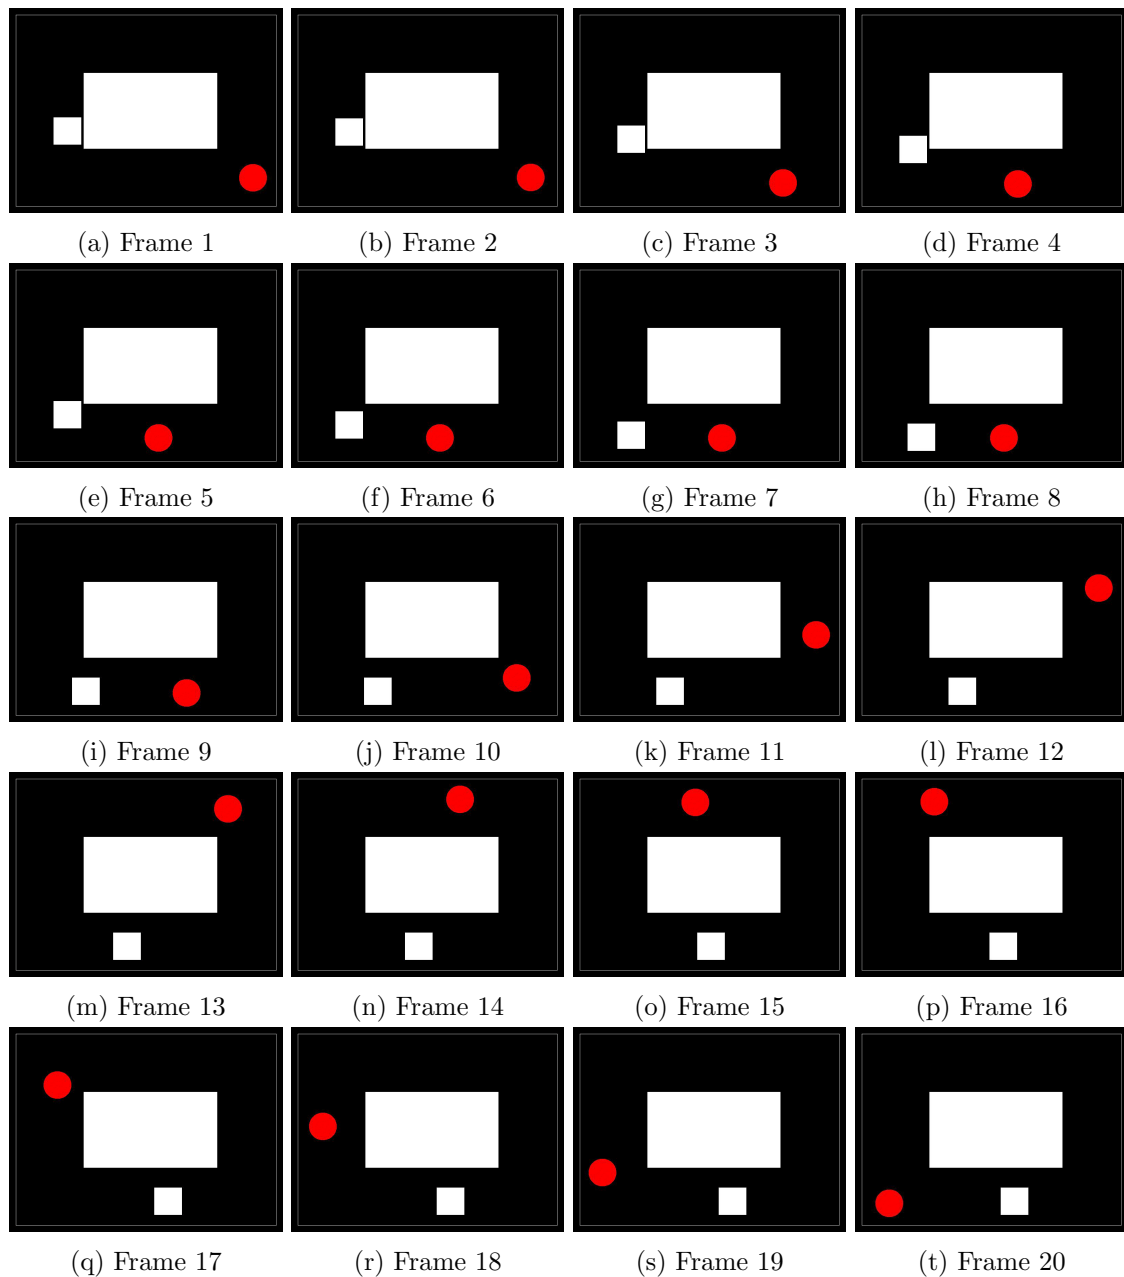 (a) Frame 1 (b) Frame 2 (c) Frame 3 (d) Frame 4
(e) Frame 5 (f) Frame 6 (g) Frame 7 (h) Frame 8
(i) Frame 9 (j) Frame 10 (k) Frame 11 (l) Frame 12
(m) Frame 13 (n) Frame 14 (o) Frame 15 (p) Frame 16
(q) Frame 17 (r) Frame 18 (s) Frame 19 (t) Frame 20